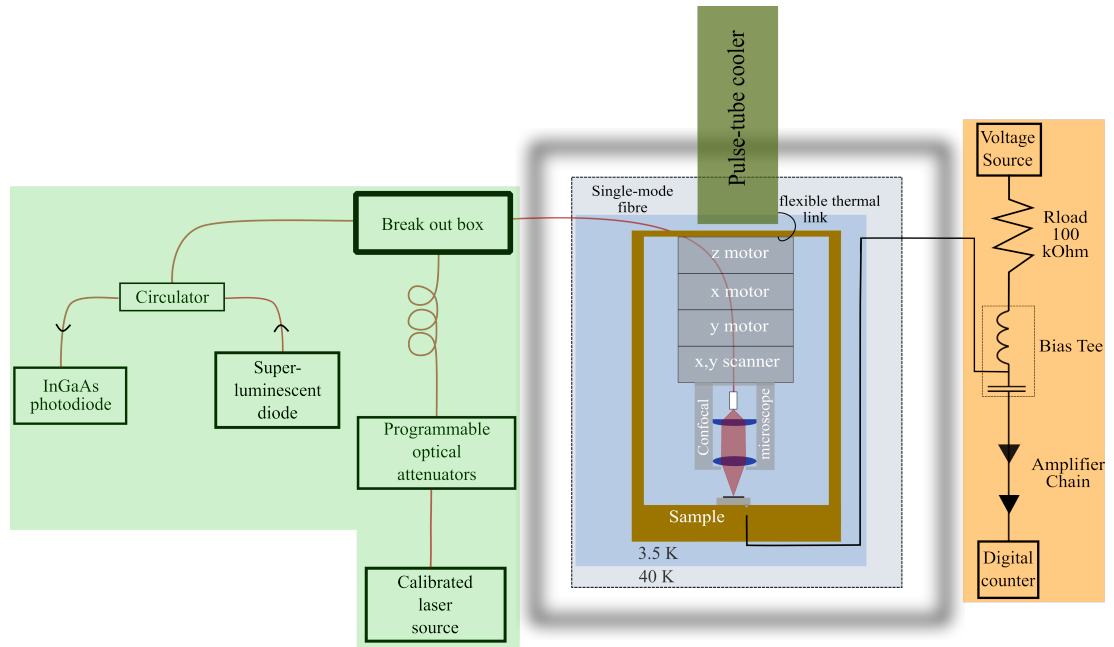 Pulse-tube cooler
Break out box
Circulator
InGaAs
photodiode
Super-
luminescent
diode
Programmable
optical
attenuators
Calibrated
laser
source
Single-mode
fibre
flexible thermal
link
z motor
x motor
y motor
x,y scanner
Confocal
microscope
Sample
3.5 K
40 K
Voltage
Source
Rload
100
kOhm
Bias Tee
Amplifier
Chain
Digital
counter